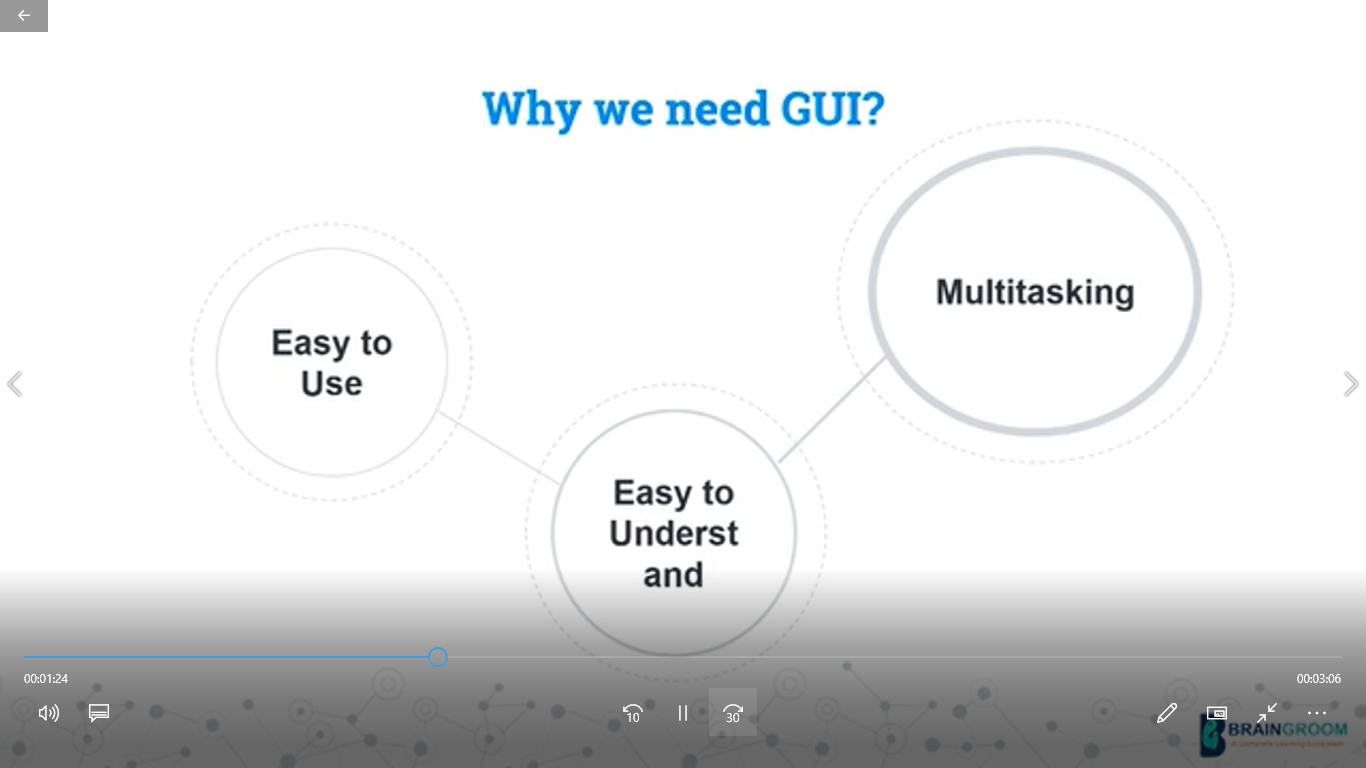 Why we need GUI?
Multitasking
Easy to
Use
Easy to
Underst
and
00:01:24
00:03:06
10
30
BRAINGROOM
A Complete Learning Ecosystem